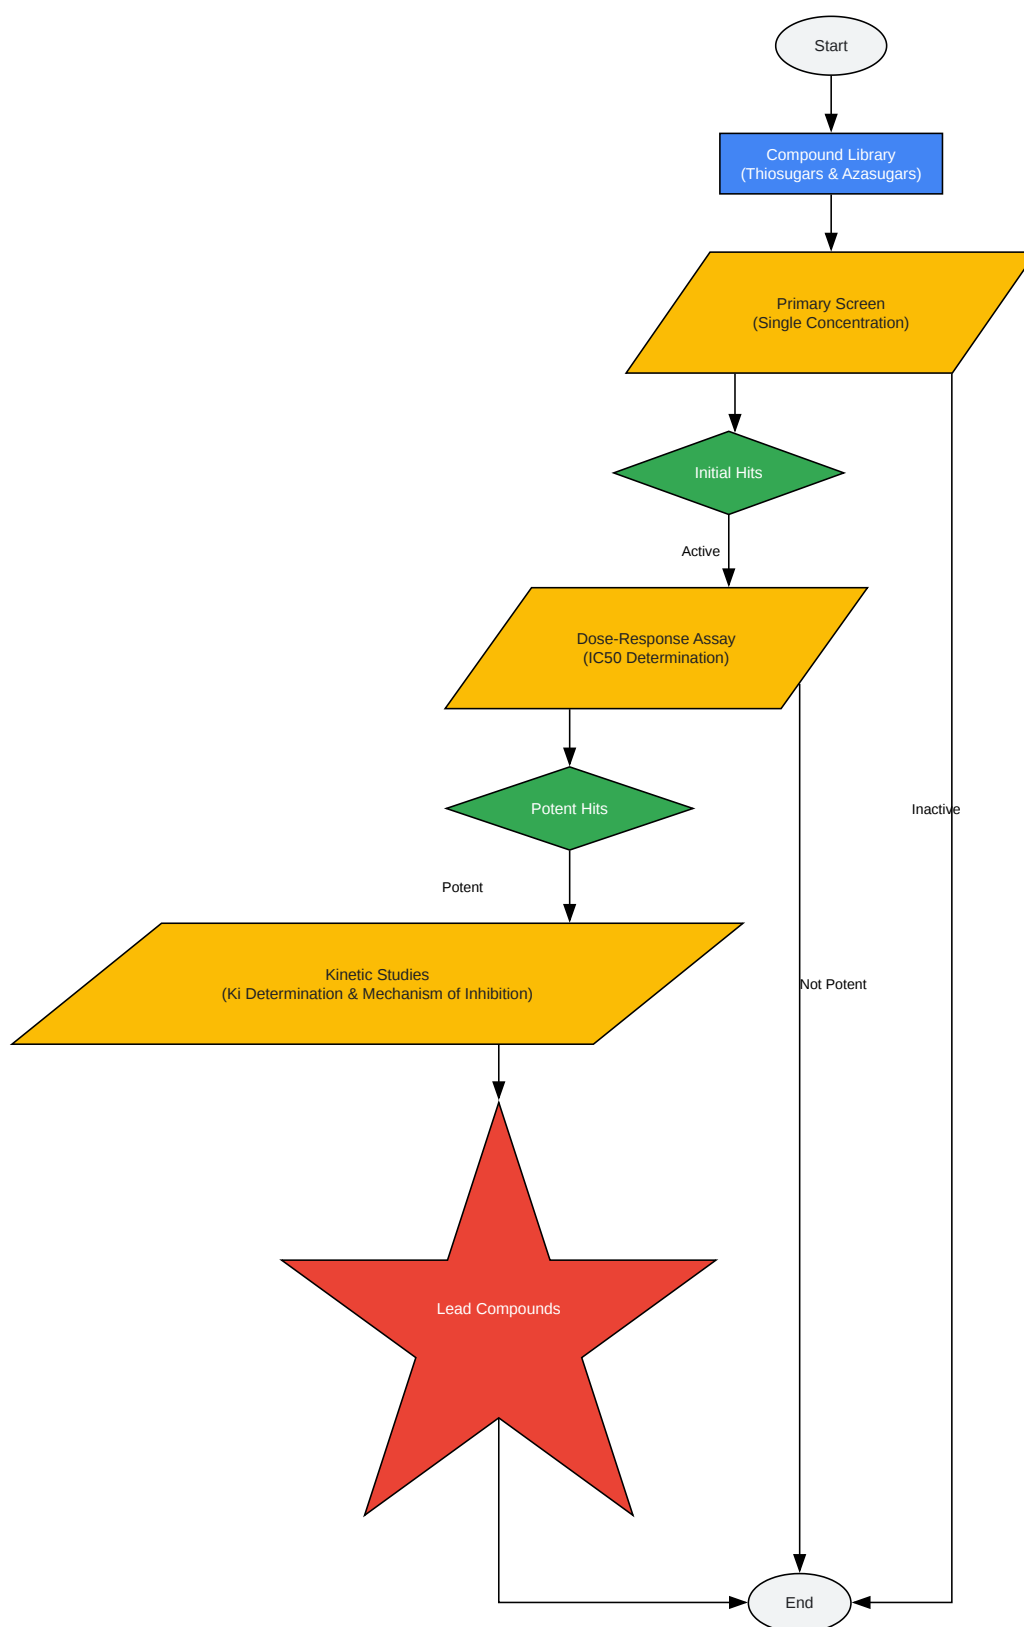 Start
Compound Library
(Thiosugars & Azasugars)
Primary Screen
(Single Concentration)
Initial Hits
Active
Dose-Response Assay
(IC50 Determination)
Potent Hits
Inactive
Potent
Kinetic Studies
(Ki Determination & Mechanism of Inhibition)
Not Potent
Lead Compounds
End